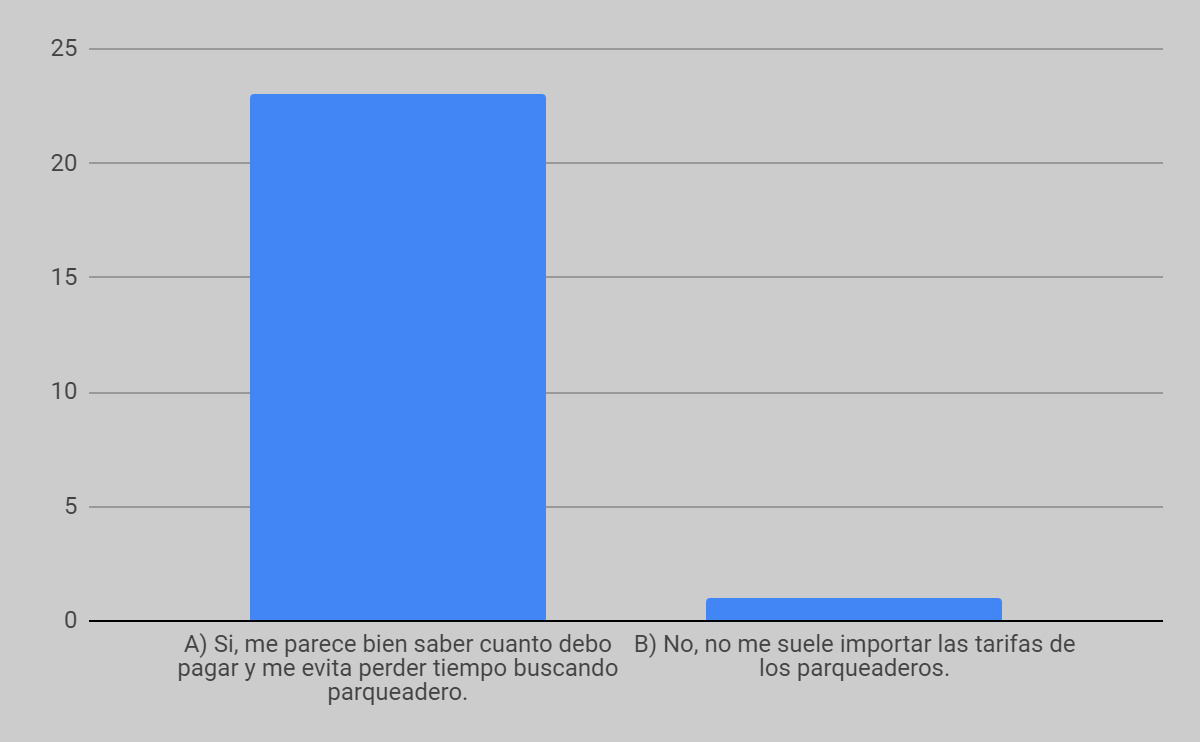 25
20
15
10
5
0
A) Si, me parece bien saber cuanto debo
pagar y me evita perder tiempo buscando
parqueadero.
B) No, no me suele importar las tarifas de
los parqueaderos.